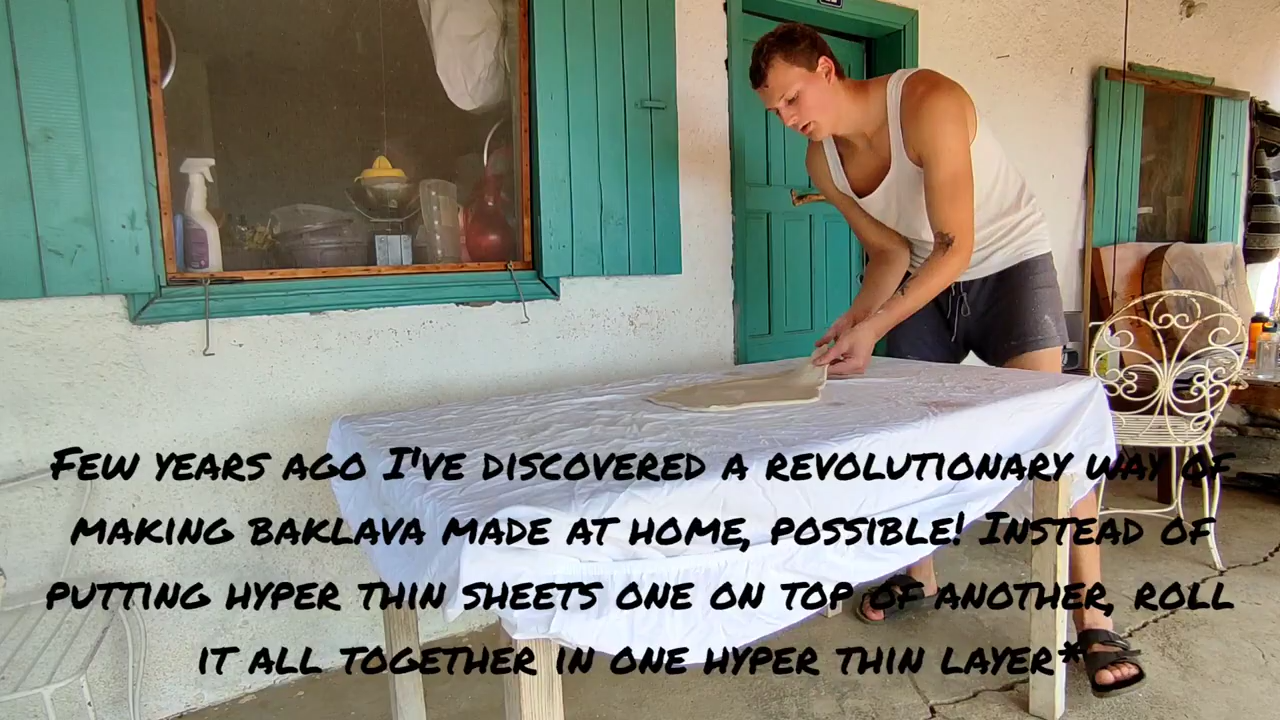 Few years ago I've discovered a revolutionary way of
making baklava made at home, possible! Instead of
putting hyper thin sheets one on top of another, roll
it all together in one hyper thin layer*